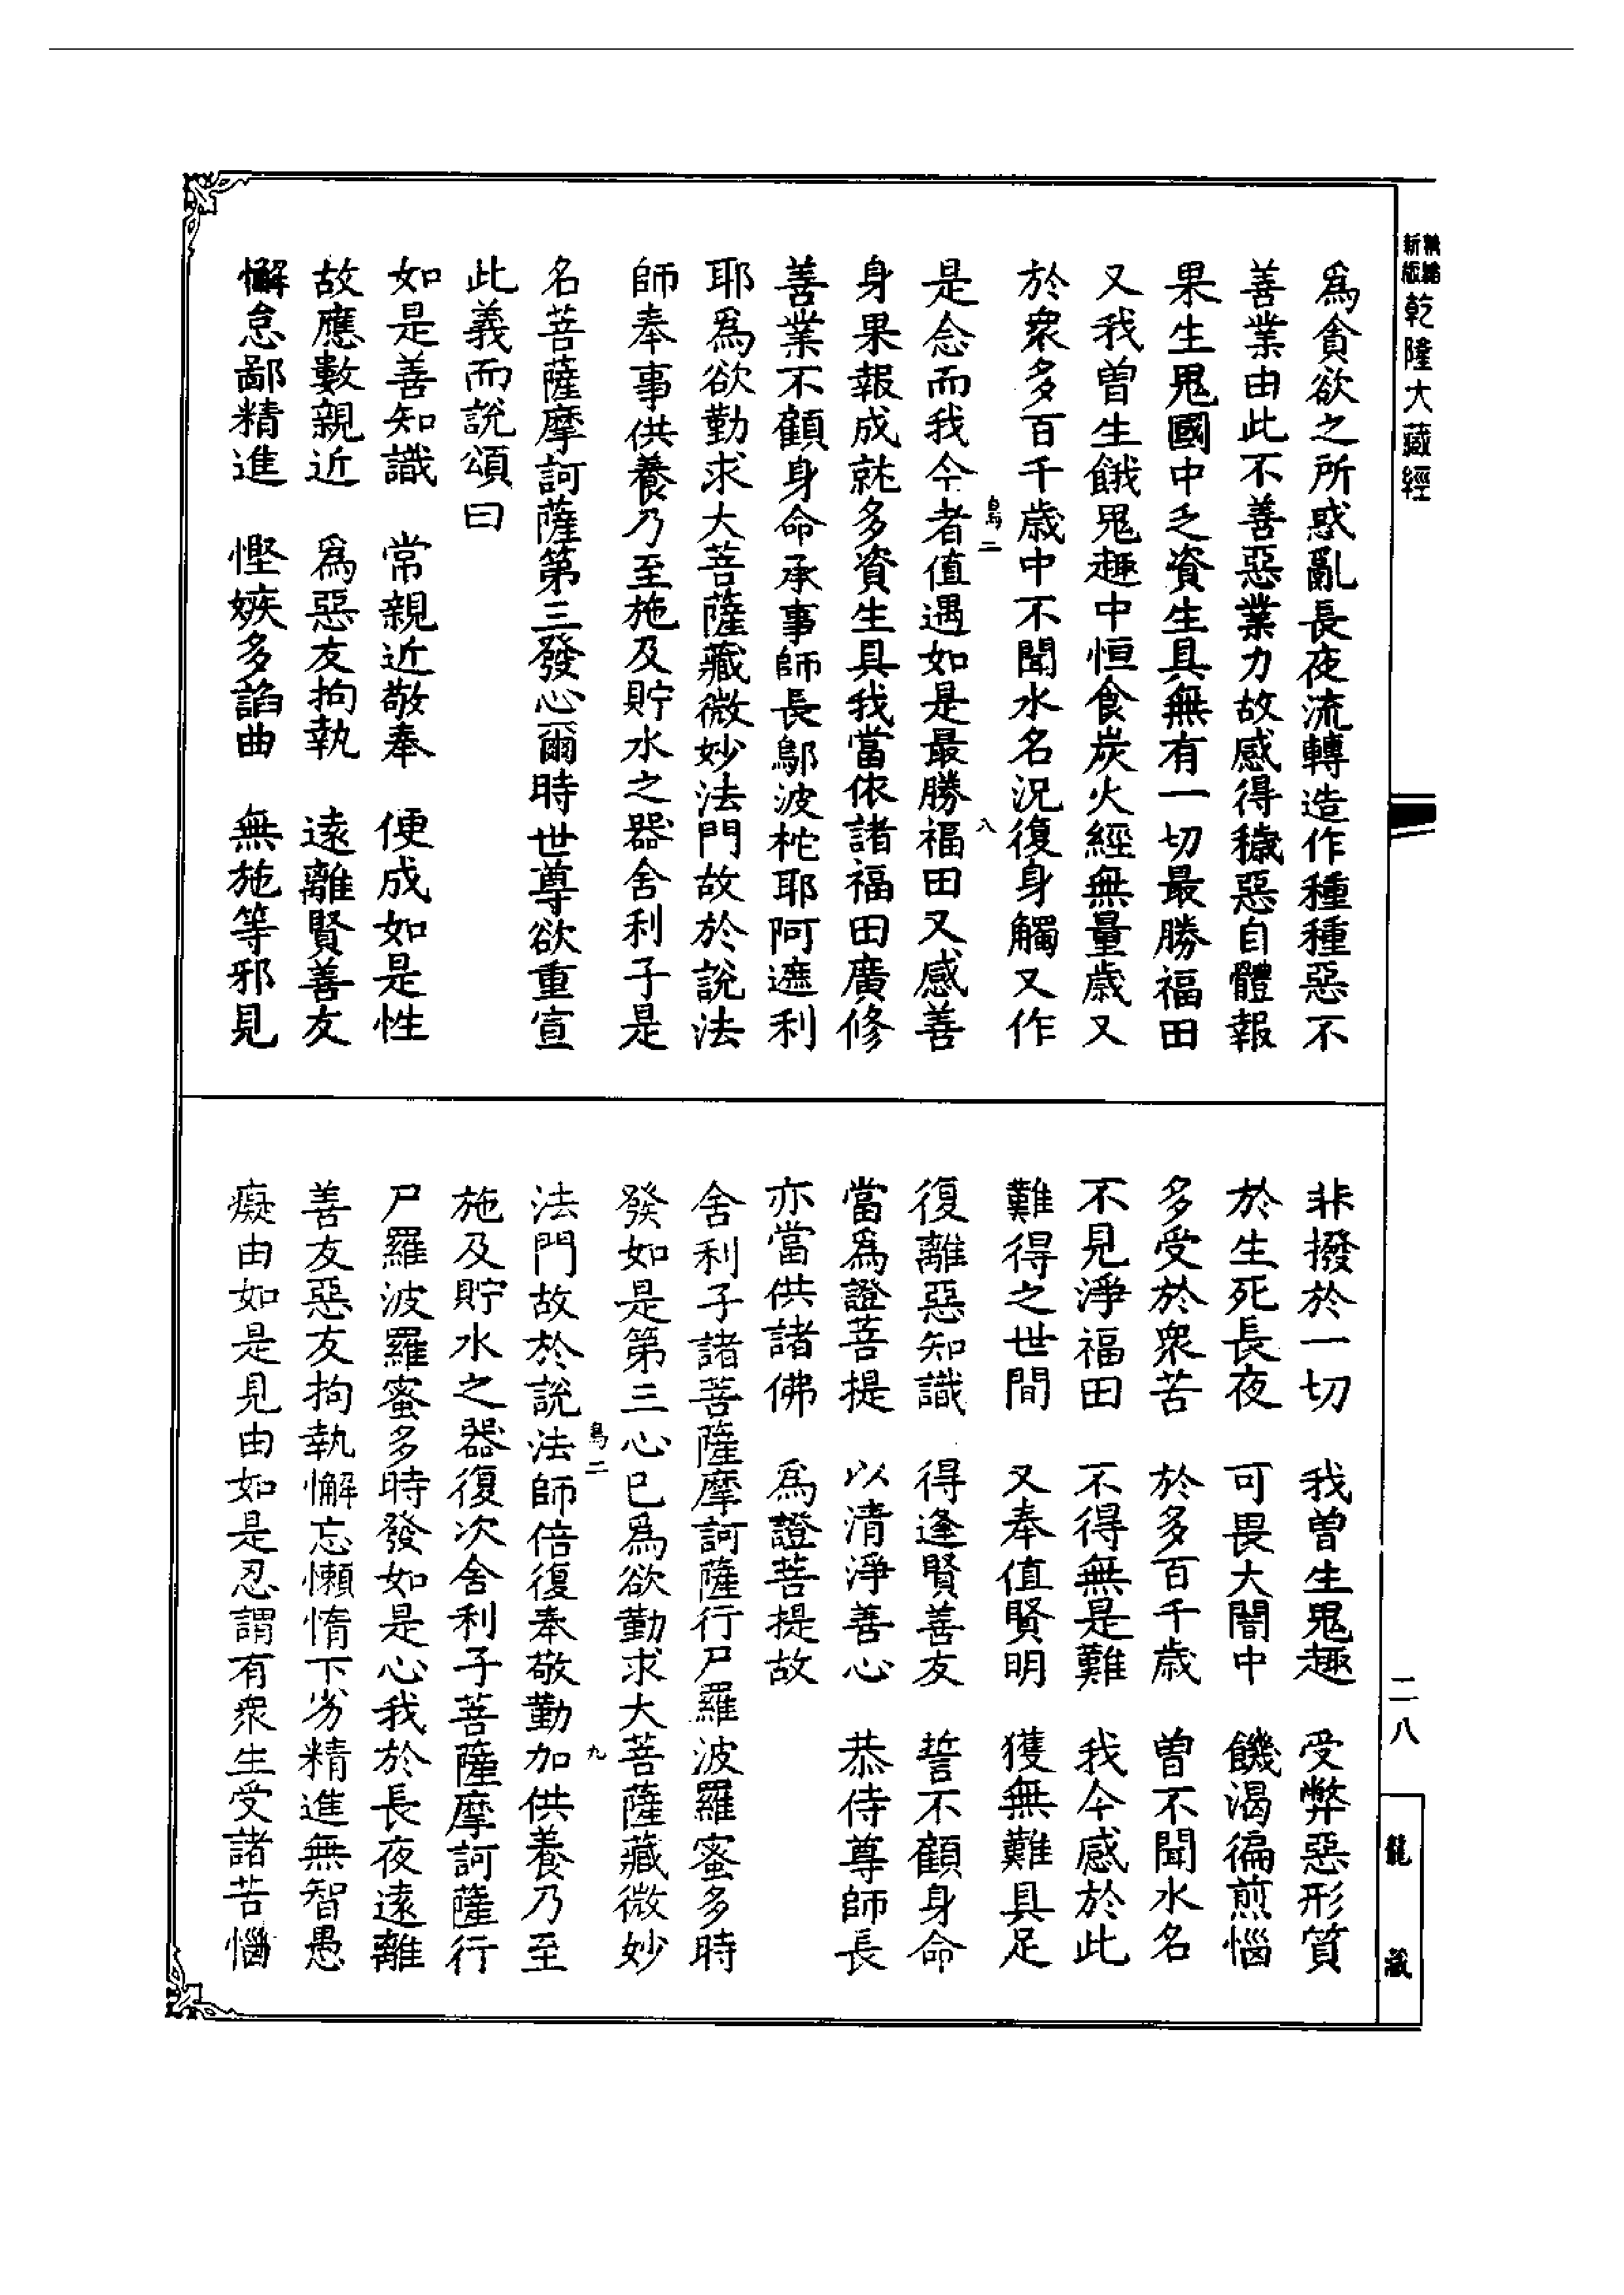 新編縮版乾隆大藏經
爲貪欲之所惑亂長夜流轉造作種種惡不
善業由此不善惡業力故感得穢惡自體報
果生鬼國中乏資生具無有一切最勝福田
又我曾生餓鬼趣中恒食炭火經無量歲又
於衆多百千歲中不聞水名況復身觸又作
鳥二
八
是念而我今者值遇如是最勝福田又感善
身果報成就多資生具我當依諸福田廣修
善業不顧身命承事師長鄔波柁耶阿遮利
耶爲欲勤求大菩薩藏微妙法門故於說法
師奉事供養乃至施及貯水之器舍利子是
名菩薩摩訶薩第三發心爾時世尊欲重宣
此義而說頌曰
如是善知識 常親近敬奉 便成如是性
故應數親近 爲惡友拘執 遠離賢善友
懈怠鄙精進 慳嫉多諂曲 無施等邪見
非撥於一切 我曾生鬼趣 受弊惡形質
於生死長夜 可畏大闇中 饑渴徧煎惱
多受於衆苦 於多百千歲 曾不聞水名
不見淨福田 不得無是難 我今感於此
難得之世間 又奉值賢明 獲無難具足
復離惡知識 得逢賢善友 誓不顧身命
當爲證菩提 以清淨善心 恭侍尊師長
亦當供諸佛 爲證菩提故
舍利子諸菩薩摩訶薩行尸羅波羅蜜多時
發如是第三心已爲欲勤求大菩薩藏微妙
鳥二
九
法門故於說法師倍復奉敬勤加供養乃至
施及貯水之器復次舍利子菩薩摩訶薩行
尸羅波羅蜜多時發如是心我於長夜遠離
善友惡友拘執懈忘懶惰下劣精進無智愚
癡由如是見由如是忍謂有衆生受諸苦惱
二八
龍藏